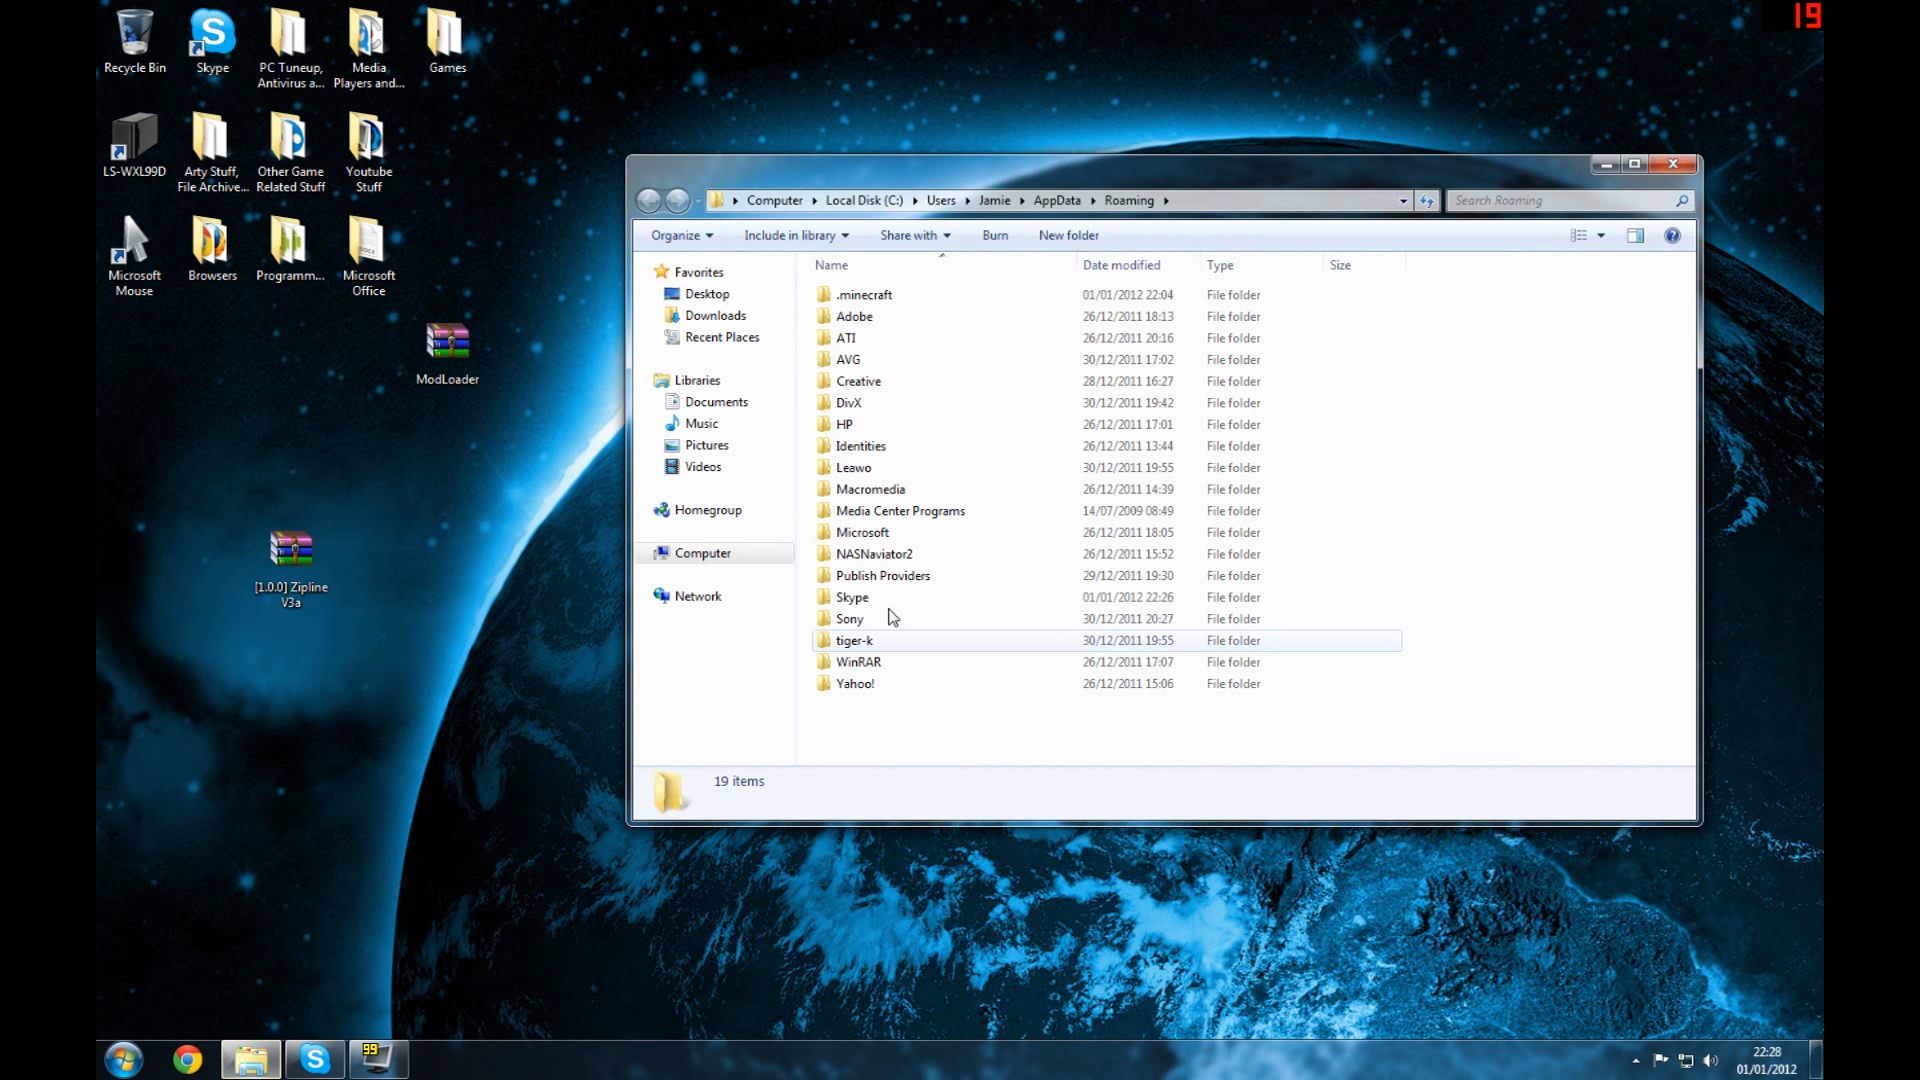 19
Recycle Bin
Skype
PC Tuneup,
Antivirus a...
Media
Players and...
Games
LS-WXL99D
Arty Stuff,
File Archive...
Other Game
Related Stuff
Youtube
Stuff
Microsoft
Mouse
Browsers
Programm...
Microsoft
Office
ModLoader
[1.0.0] Zipline
V3a
Computer Local Disk (C:) Users Jamie AppData Roaming
Search Roaming
Organize Include in library Share with Burn New folder
Favorites
Desktop
Downloads
Recent Places
Libraries
Documents
Music
Pictures
Videos
Homegroup
Computer
Network
Name Date modified Type Size
.minecraft 01/01/2012 22:04 File folder
Adobe 26/12/2011 18:13 File folder
ATI 26/12/2011 20:16 File folder
AVG 30/12/2011 17:02 File folder
Creative 28/12/2011 16:27 File folder
DivX 30/12/2011 19:42 File folder
HP 26/12/2011 17:01 File folder
Identities 26/12/2011 13:44 File folder
Leawo 30/12/2011 19:55 File folder
Macromedia 26/12/2011 14:39 File folder
Media Center Programs 14/07/2009 08:49 File folder
Microsoft 26/12/2011 18:05 File folder
NASNaviator2 26/12/2011 15:52 File folder
Publish Providers 29/12/2011 19:30 File folder
Skype 01/01/2012 22:26 File folder
Sony 30/12/2011 20:27 File folder
tiger-k 30/12/2011 19:55 File folder
WinRAR 26/12/2011 17:07 File folder
Yahoo! 26/12/2011 15:06 File folder
19 items
99
22:28
01/01/2012